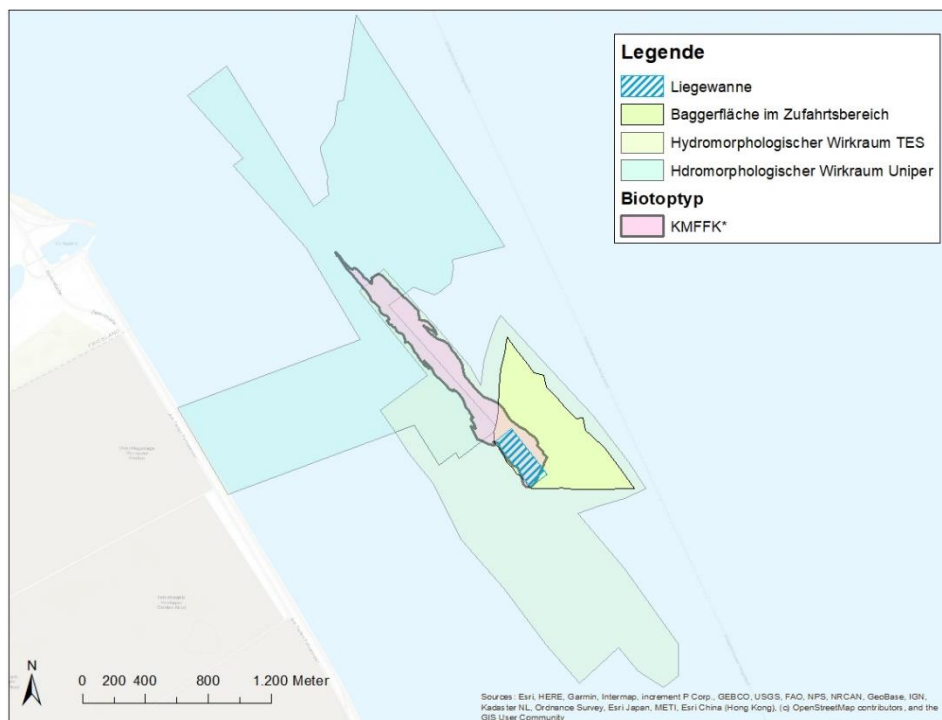 Legende
Liegewanne
Baggerfläche im Zufahrtsbereich
Hydromorphologischer Wirkraum TES
Hdromorphologischer Wirkraum Uniper
Biotoptyp
KMFFK*
N
0 200 400 800 1.200 Meter
Sources: Esri, HERE, Garmin, Intermap, increment P Corp., GEBCO, USGS, FAO, NPS, NRCAN, GeoBase, IGN,
Kadaster NL, Ordnance Survey, Esri Japan, METI, Esri China (Hong Kong), (c) OpenStreetMap contributors, and the
GIS User Community